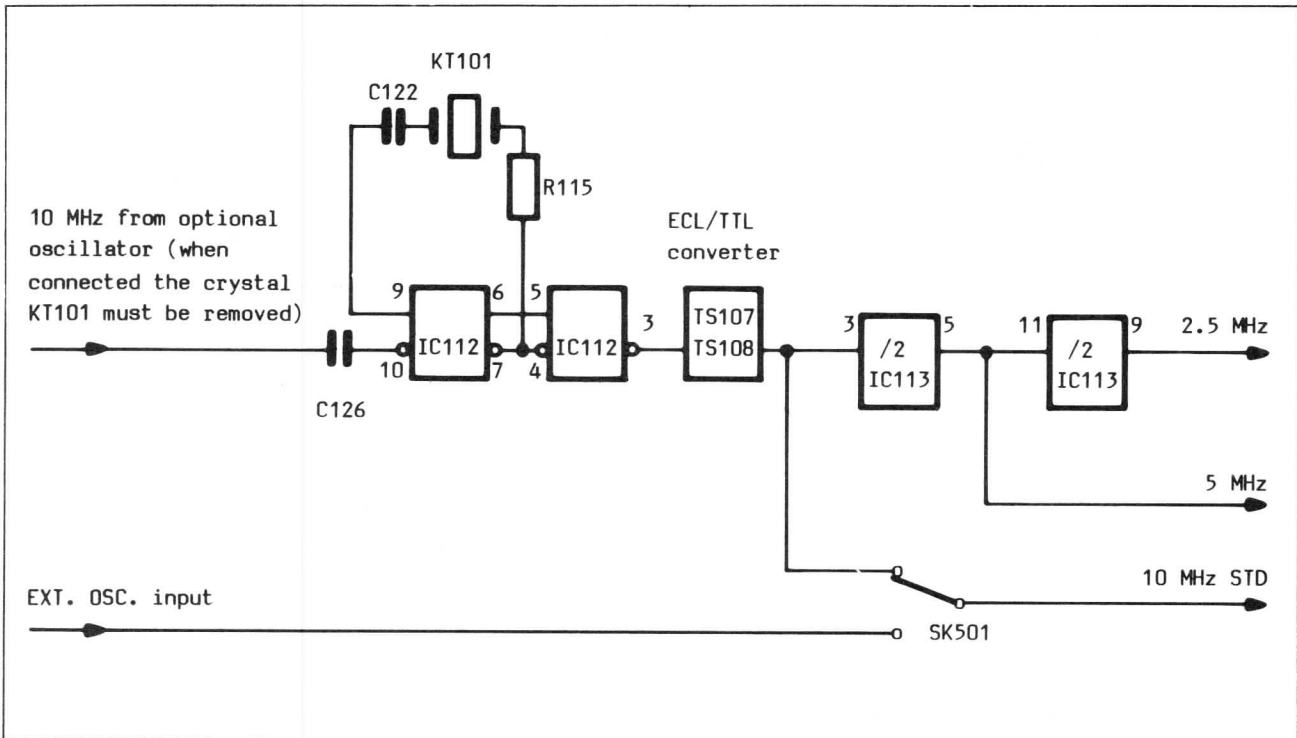 KT101
C122
R115
10 MHz from optional
oscillator (when
connected the crystal
KT101 must be removed)
ECL/TTL
converter
9
6
5
3
TS107
TS108
3
/2
IC113
5
11
/2
IC113
9
2.5 MHz
IC112
IC112
10
7
4
C126
5 MHz
10 MHz STD
EXT. OSC. input
SK501